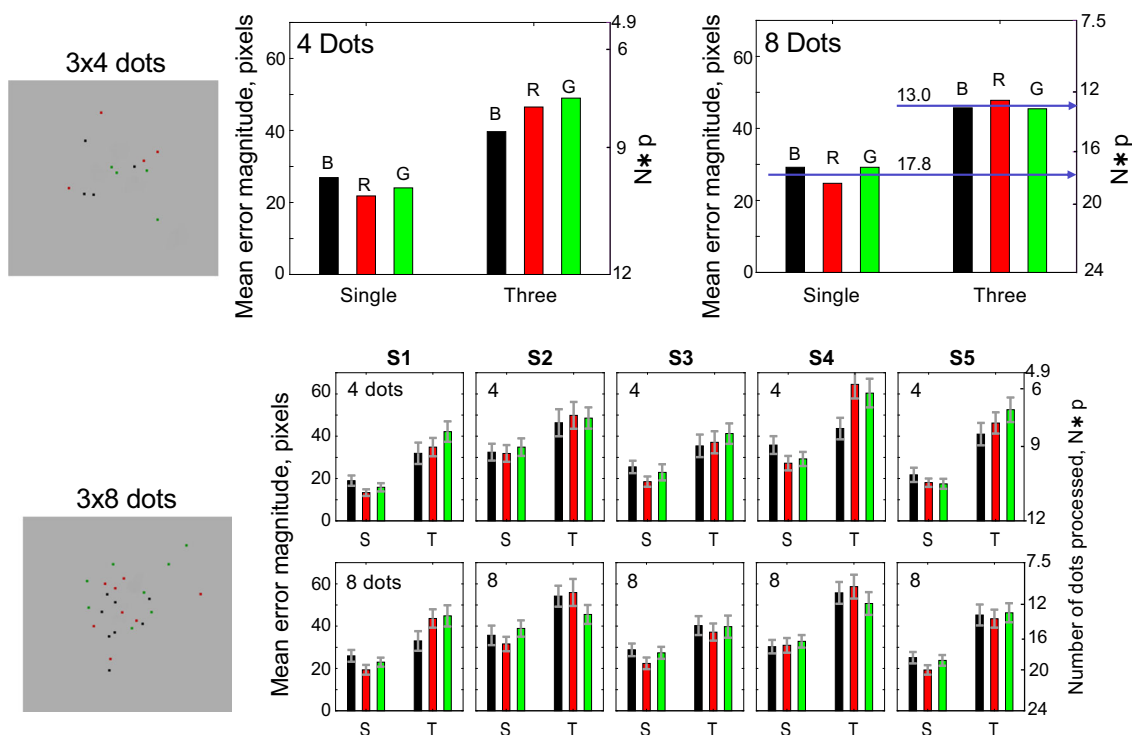 3x4 dots
4 Dots
Mean error magnitude, pixels
60
40
20
0
B
R
G
B
R
G
Single
Three
4.9
6
9
12
N* p
8 Dots
Mean error magnitude, pixels
60
40
20
0
B
R
G
B
R
G
13.0
17.8
Single
Three
7.5
12
16
20
24
N* p
3x8 dots
Mean error magnitude, pixels
S1
S2
S3
S4
S5
60
40
20
0
4 dots
4
4
4
4
4.9
6
9
12
S
T
S
T
S
T
S
T
S
T
60
40
20
0
8 dots
8
8
8
8
7.5
12
16
20
24
S
T
S
T
S
T
S
T
S
T
Number of dots processed, N* p